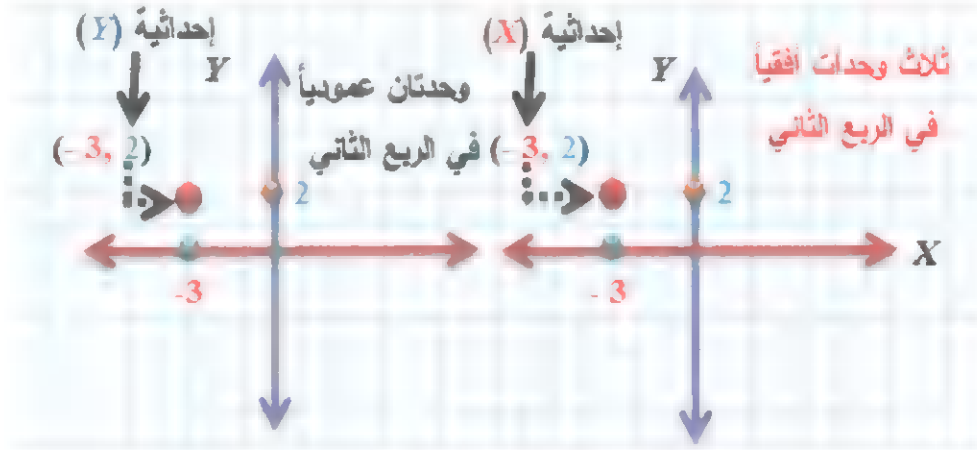 إحداثية (X)
ثلاث وحدات أفقياً
في الربع الثاني
Y
(-3, 2)
2
X
- 3
إحداثية (Y)
Y
وحدتان عمودياً
في الربع الثاني
(-3, 2)
2
-3